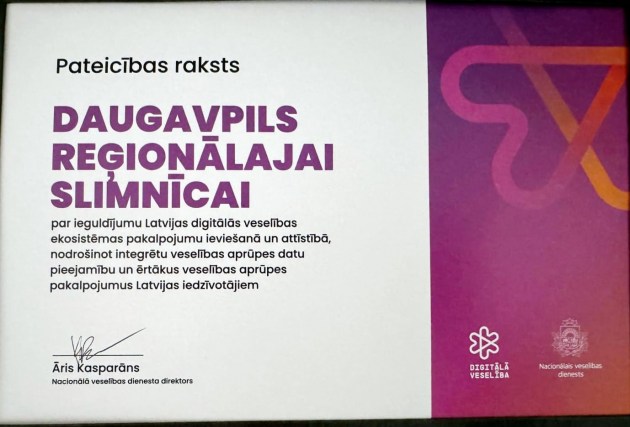 Pateicības raksts
DAUGAVPILS
REĢIONĀLAJAI
SLIMNĪCAI
par ieguldījumu Latvijas digitālās veselības
ekosistēmas pakalpojumu ieviešanā un attīstībā,
nodrošinot integrētu veselības aprūpes datu
pieejamību un ērtākus veselības aprūpes
pakalpojumus Latvijas iedzīvotājiem
Āris Kasparāns
Nacionālā veselības dienesta direktors
DIGITĀLĀ
VESELĪBA
Nacionālais veselības
dienests